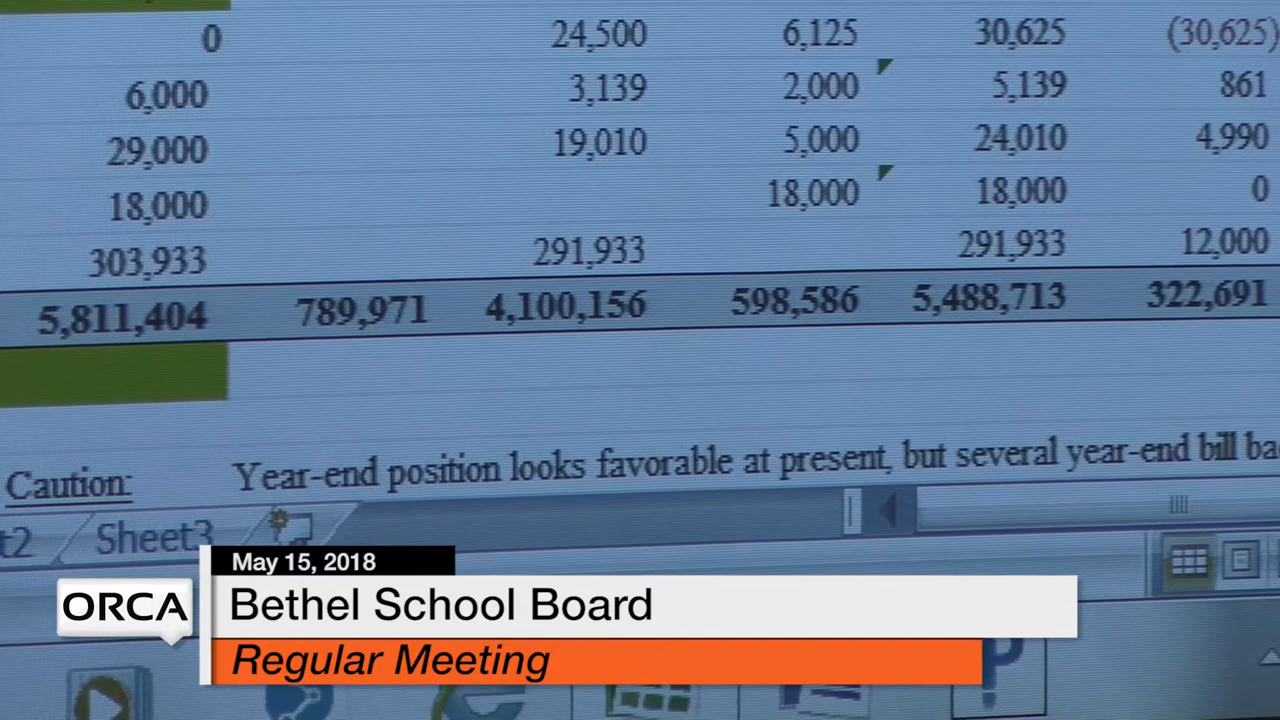 0 24,500 6,125 30,625 (30,625)
6,000 3,139 2,000 5,139 861
29,000 19,010 5,000 24,010 4,990
18,000 18,000 18,000 0
303,933 291,933 291,933 12,000
5,811,404 789,971 4,100,156 598,586 5,488,713 322,691
Caution: Year-end position looks favorable at present, but several year-end bill ba
t2 Sheet3
May 15, 2018
ORCA
Bethel School Board
Regular Meeting